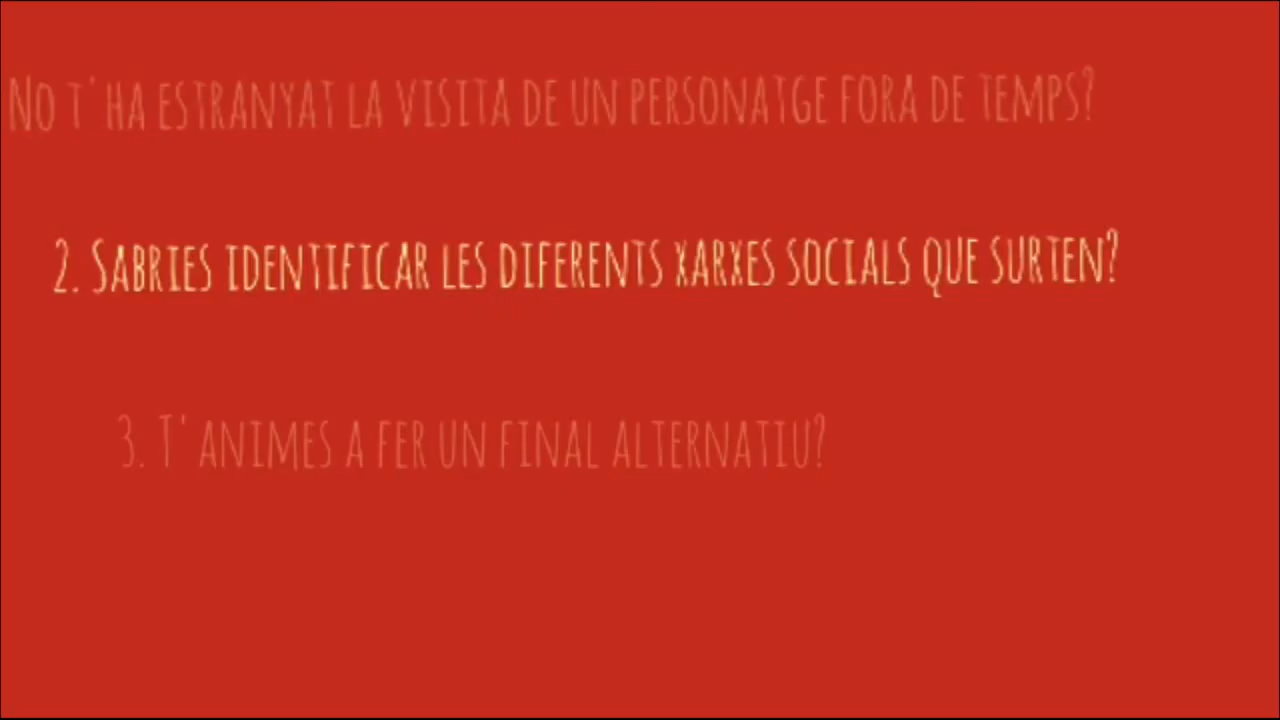 No t'ha estranyat la visita de un personatge fora de temps?
2. Sabries identificar les diferents xarxes socials que surten?
3. T'animes a fer un final alternatiu?